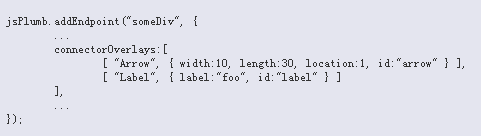 jsPlumb.addEndpoint("someDiv", {
...
connectorOverlays:[
[ "Arrow", { width:10, length:30, location:1, id:"arrow" } ],
[ "Label", { label:"foo", id:"label" } ]
],
...
});